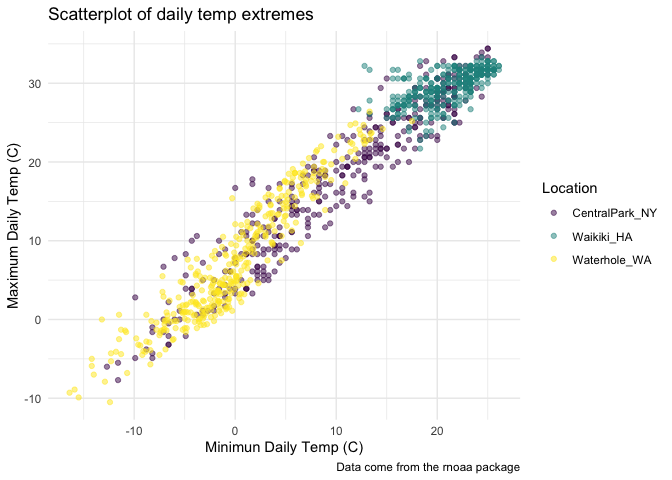 Scatterplot of daily temp extremes
Maximum Daily Temp (C)
30
20
10
0
-10
-10
0
10
20
Minimun Daily Temp (C)
Location
CentralPark_NY
Waikiki_HA
Waterhole_WA
Data come from the rnoaa package